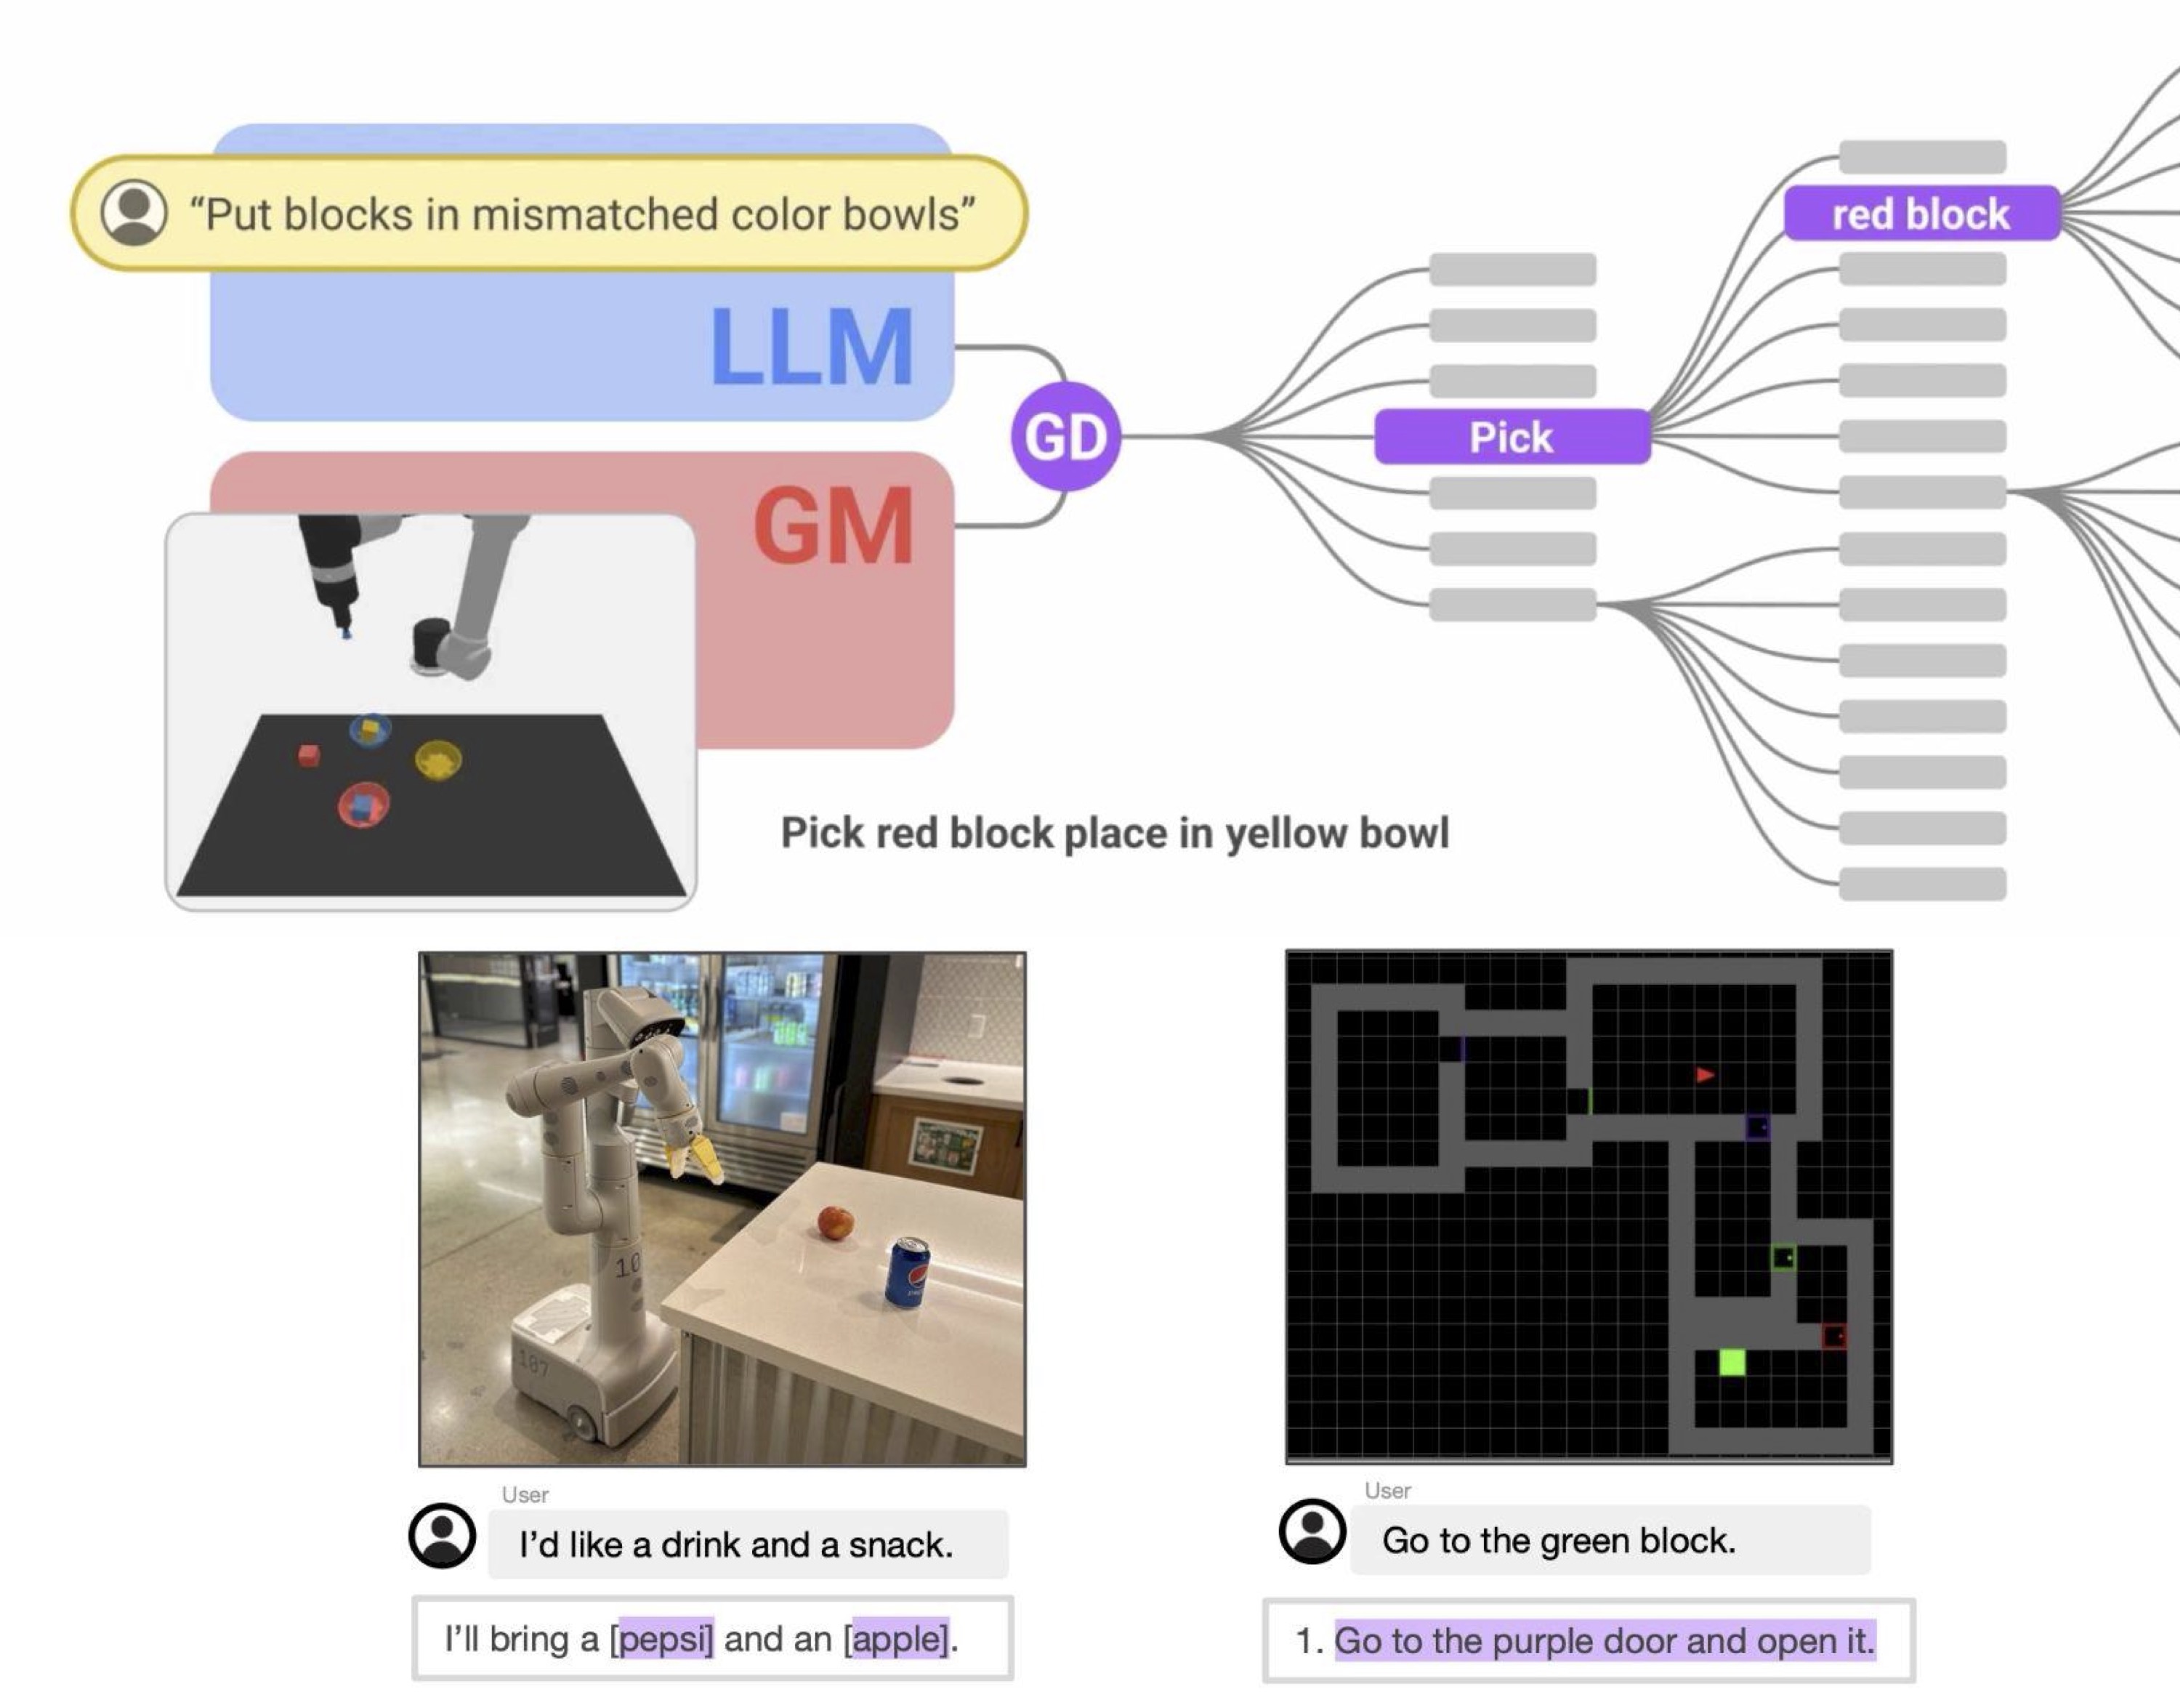 “Put blocks in mismatched color bowls”
LLM
GM
GD
Pick
red block
Pick red block place in yellow bowl
10
107
User
I’d like a drink and a snack.
I’ll bring a [pepsi] and an [apple].
User
Go to the green block.
1. Go to the purple door and open it.